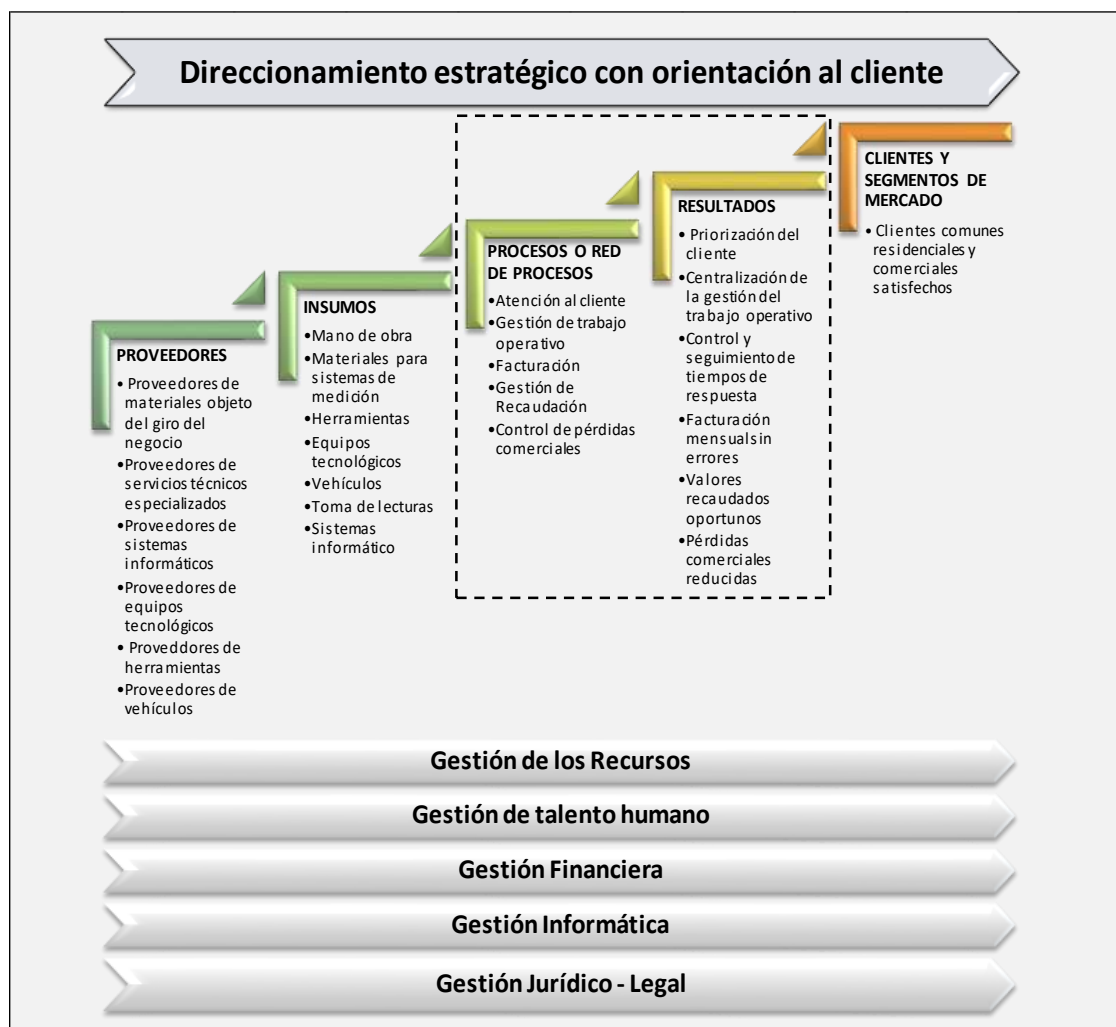 Direccionamiento estratégico con orientación al cliente
PROVEEDORES
• Proveedores de
materiales objeto
del giro del
negocio
•Proveedores de
servicios técnicos
especializados
•Proveedores de
sistemas
informáticos
•Proveedores de
equipos
tecnológicos
• Proveddores de
herramientas
•Proveedores de
vehículos
INSUMOS
•Mano de obra
•Materiales para
sistemas de
medición
•Herramientas
•Equipos
tecnológicos
•Vehículos
•Toma de lecturas
•Sistemas
informático
PROCESOS O RED
DE PROCESOS
•Atención al cliente
•Gestión de trabajo
operativo
•Facturación
•Gestión de
Recaudación
•Control de pérdidas
comerciales
RESULTADOS
• Priorización del
cliente
•Centralización de
la gestión del
trabajo operativo
•Control y
seguimiento de
tiempos de
respuesta
•Facturación
mensual sin
errores
•Valores
recaudados
oportunos
•Pérdidas
comerciales
reducidas
CLIENTES Y
SEGMENTOS DE
MERCADO
• Clientes comunes
residenciales y
comerciales
satisfechos
Gestión de los Recursos
Gestión de talento humano
Gestión Financiera
Gestión Informática
Gestión Jurídico - Legal